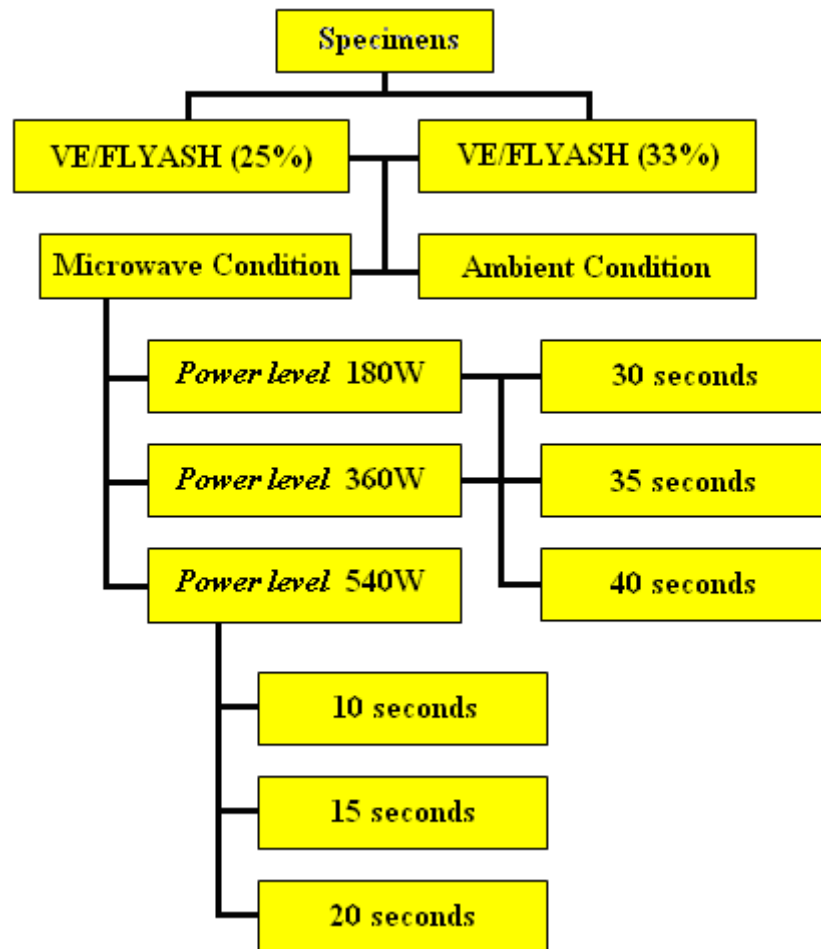 Specimens
VE/FLYASH (25%)
VE/FLYASH (33%)
Microwave Condition
Ambient Condition
Power level 180W
30 seconds
Power level 360W
35 seconds
Power level 540W
40 seconds
10 seconds
15 seconds
20 seconds